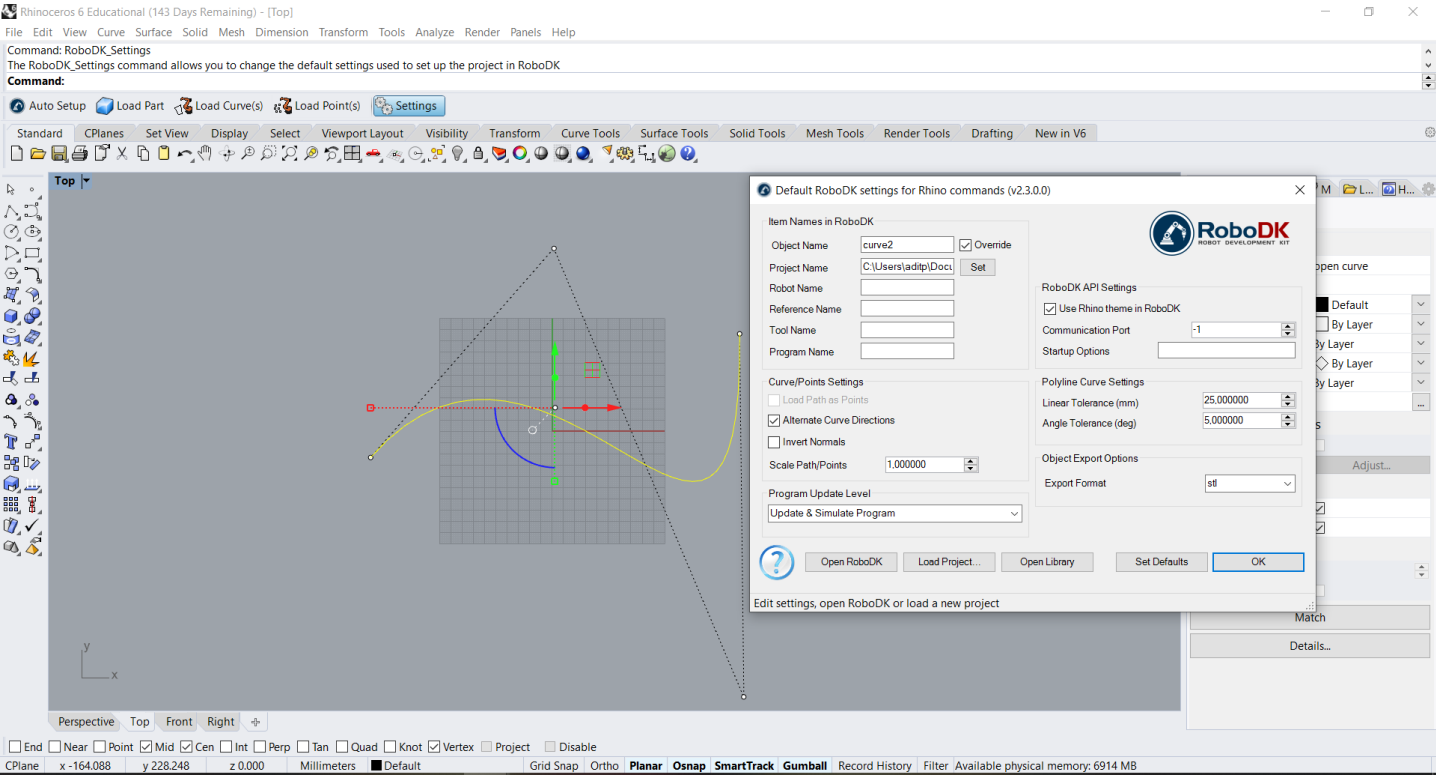 Rhinoceros 6 Educational (143 Days Remaining) - [Top]
File Edit View Curve Surface Solid Mesh Dimension Transform Tools Analyze Render Panels Help
Command: RoboDK_Settings
The RoboDK_Settings command allows you to change the default settings used to set up the project in RoboDK
Command:
Auto Setup Load Part Load Curve(s) Load Point(s) Settings
Standard CPlanes Set View Display Select Viewport Layout Visibility Transform Curve Tools Surface Tools Solid Tools Mesh Tools Render Tools Drafting New in V6
Top
M L... H...
Default RoboDK settings for Rhino commands (v2.3.0.0)
Item Names in RoboDK
Object Name curve2 Override
Project Name C:\Users\aditp\Docu Set
Robot Name
Reference Name
Tool Name
Program Name
RoboDK
ROBOT DEVELOPMENT KIT
RoboDK API Settings
Use Rhino theme in RoboDK
Communication Port -1
Startup Options
Curve/Points Settings
Load Path as Points
Alternate Curve Directions
Invert Normals
Scale Path/Points 1,000000
Polyline Curve Settings
Linear Tolerance (mm) 25,000000
Angle Tolerance (deg) 5,000000
Program Update Level
Update & Simulate Program
Object Export Options
Export Format stl
Open RoboDK Load Project... Open Library Set Defaults OK
Edit settings, open RoboDK or load a new project
open curve
Default
By Layer
By Layer
By Layer
By Layer
...
s
Adjust...
Match
Details...
y
x
Perspective Top Front Right
End Near Point Mid Cen Int Perp Tan Quad Knot Vertex Project Disable
CPlane x -164.088 y 228.248 z 0.000 Millimeters Default Grid Snap Ortho Planar Osnap SmartTrack Gumball Record History Filter Available physical memory: 6914 MB